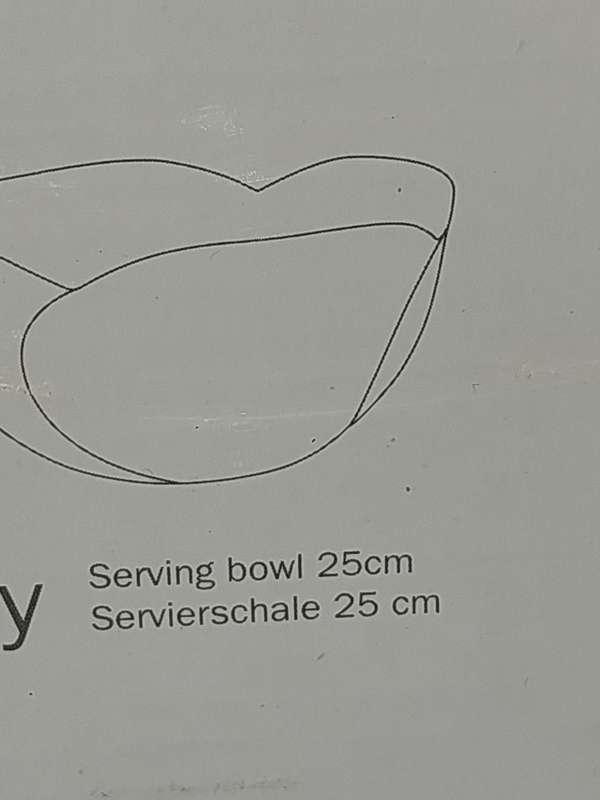 y
Serving bowl 25cm
Servierschale 25 cm